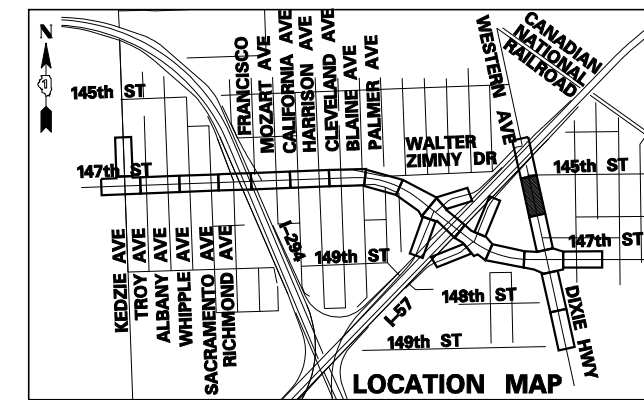 N
145th ST
147th ST
FRANCISCO
MOZART AVE
CALIFORNIA AVE
HARRISON AVE
CLEVELAND AVE
BLAINE AVE
PALMER AVE
WALTER
ZIMNY DR
WESTERN AVE
CANADIAN
NATIONAL
RAILROAD
145th ST
147th ST
KEDZIE AVE
TROY AVE
ALBANY AVE
WHIPPLE AVE
SACRAMENTO AVE
RICHMOND AVE
I-294
149th ST
I-57
148th ST
149th ST
DIXIE HWY
LOCATION MAP